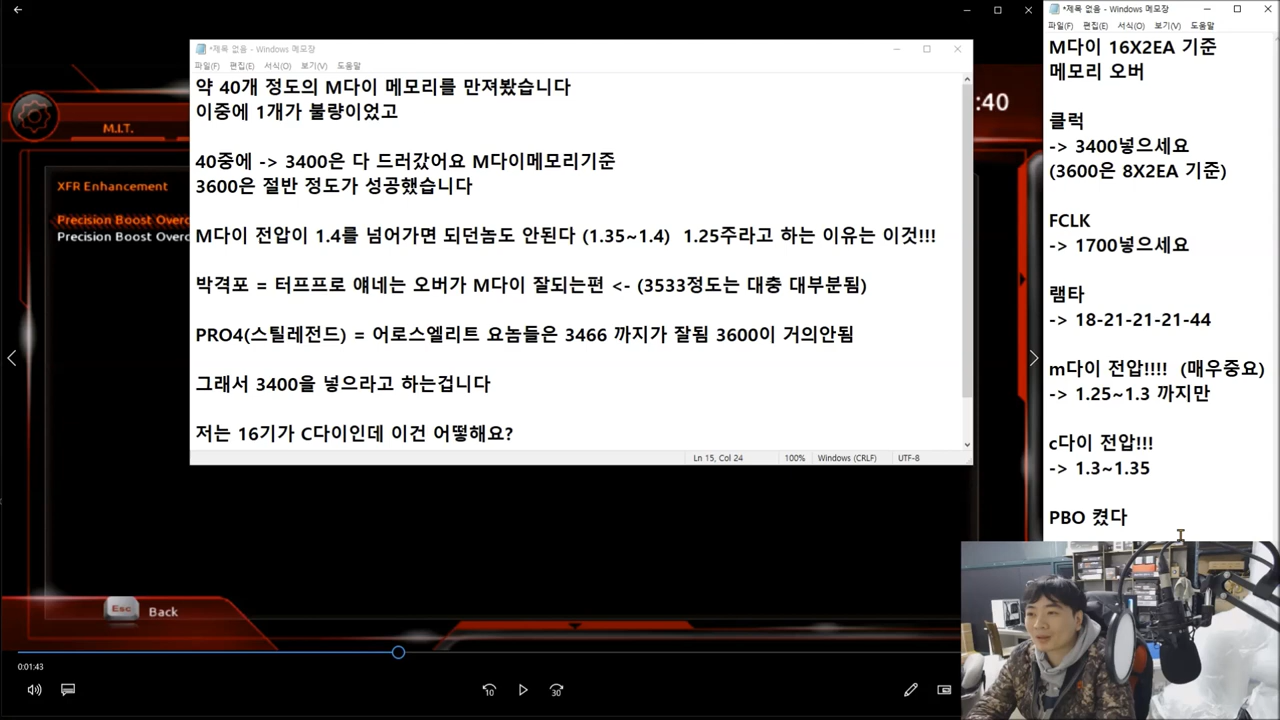 *제목 없음 - Windows 메모장
파일(F) 편집(E) 서식(O) 보기(V) 도움말
약 40개 정도의 M다이 메모리를 만져봤습니다
이중에 1개가 불량이었고
40중에 -> 3400은 다 드러갔어요 M다이메모리기준
3600은 절반 정도가 성공했습니다
M다이 전압이 1.4를 넘어가면 되던놈도 안된다 (1.35~1.4) 1.25주라고 하는 이유는 이것!!!
박격포 = 터프프로 얘네는 오버가 M다이 잘되는편 <- (3533정도는 대충 대부분됨)
PRO4(스틸레전드) = 어로스엘리트 요놈들은 3466 까지가 잘됨 3600이 거의안됨
그래서 3400을 넣으라고 하는겁니다
저는 16기가 C다이인데 이건 어떻해요?
Ln 15, Col 24 100% Windows (CRLF) UTF-8
*제목 없음 - Windows 메모장
파일(F) 편집(E) 서식(O) 보기(V) 도움말
M다이 16X2EA 기준
메모리 오버
클럭
-> 3400넣으세요
(3600은 8X2EA 기준)
FCLK
-> 1700넣으세요
램타
-> 18-21-21-21-44
m다이 전압!!!! (매우중요)
-> 1.25~1.3 까지만
c다이 전압!!!
-> 1.3~1.35
PBO 켰다
:40
M.I.T.
XFR Enhancement
Precision Boost Overc
Precision Boost Overc
Esc Back
0:01:43
10
30